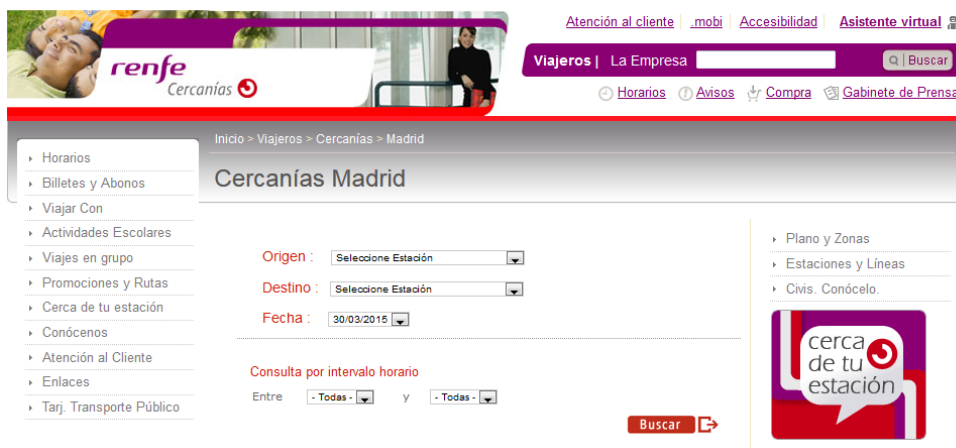 Atención al cliente .mobi Accesibilidad Asistente virtual
renfe
Cercanías
Viajeros | La Empresa Buscar
Horarios Avisos Compra Gabinete de Prensa
Inicio > Viajeros > Cercanías > Madrid
Cercanías Madrid
Horarios
Billetes y Abonos
Viajar Con
Actividades Escolares
Viajes en grupo
Promociones y Rutas
Cerca de tu estación
Conócenos
Atención al Cliente
Enlaces
Tarj. Transporte Público
Origen : Seleccione Estación
Destino : Seleccione Estación
Fecha : 30/03/2015
Consulta por intervalo horario
Entre - Todas - y - Todas -
Buscar
Plano y Zonas
Estaciones y Líneas
Civis. Conócelo.
cerca
de tu
estación